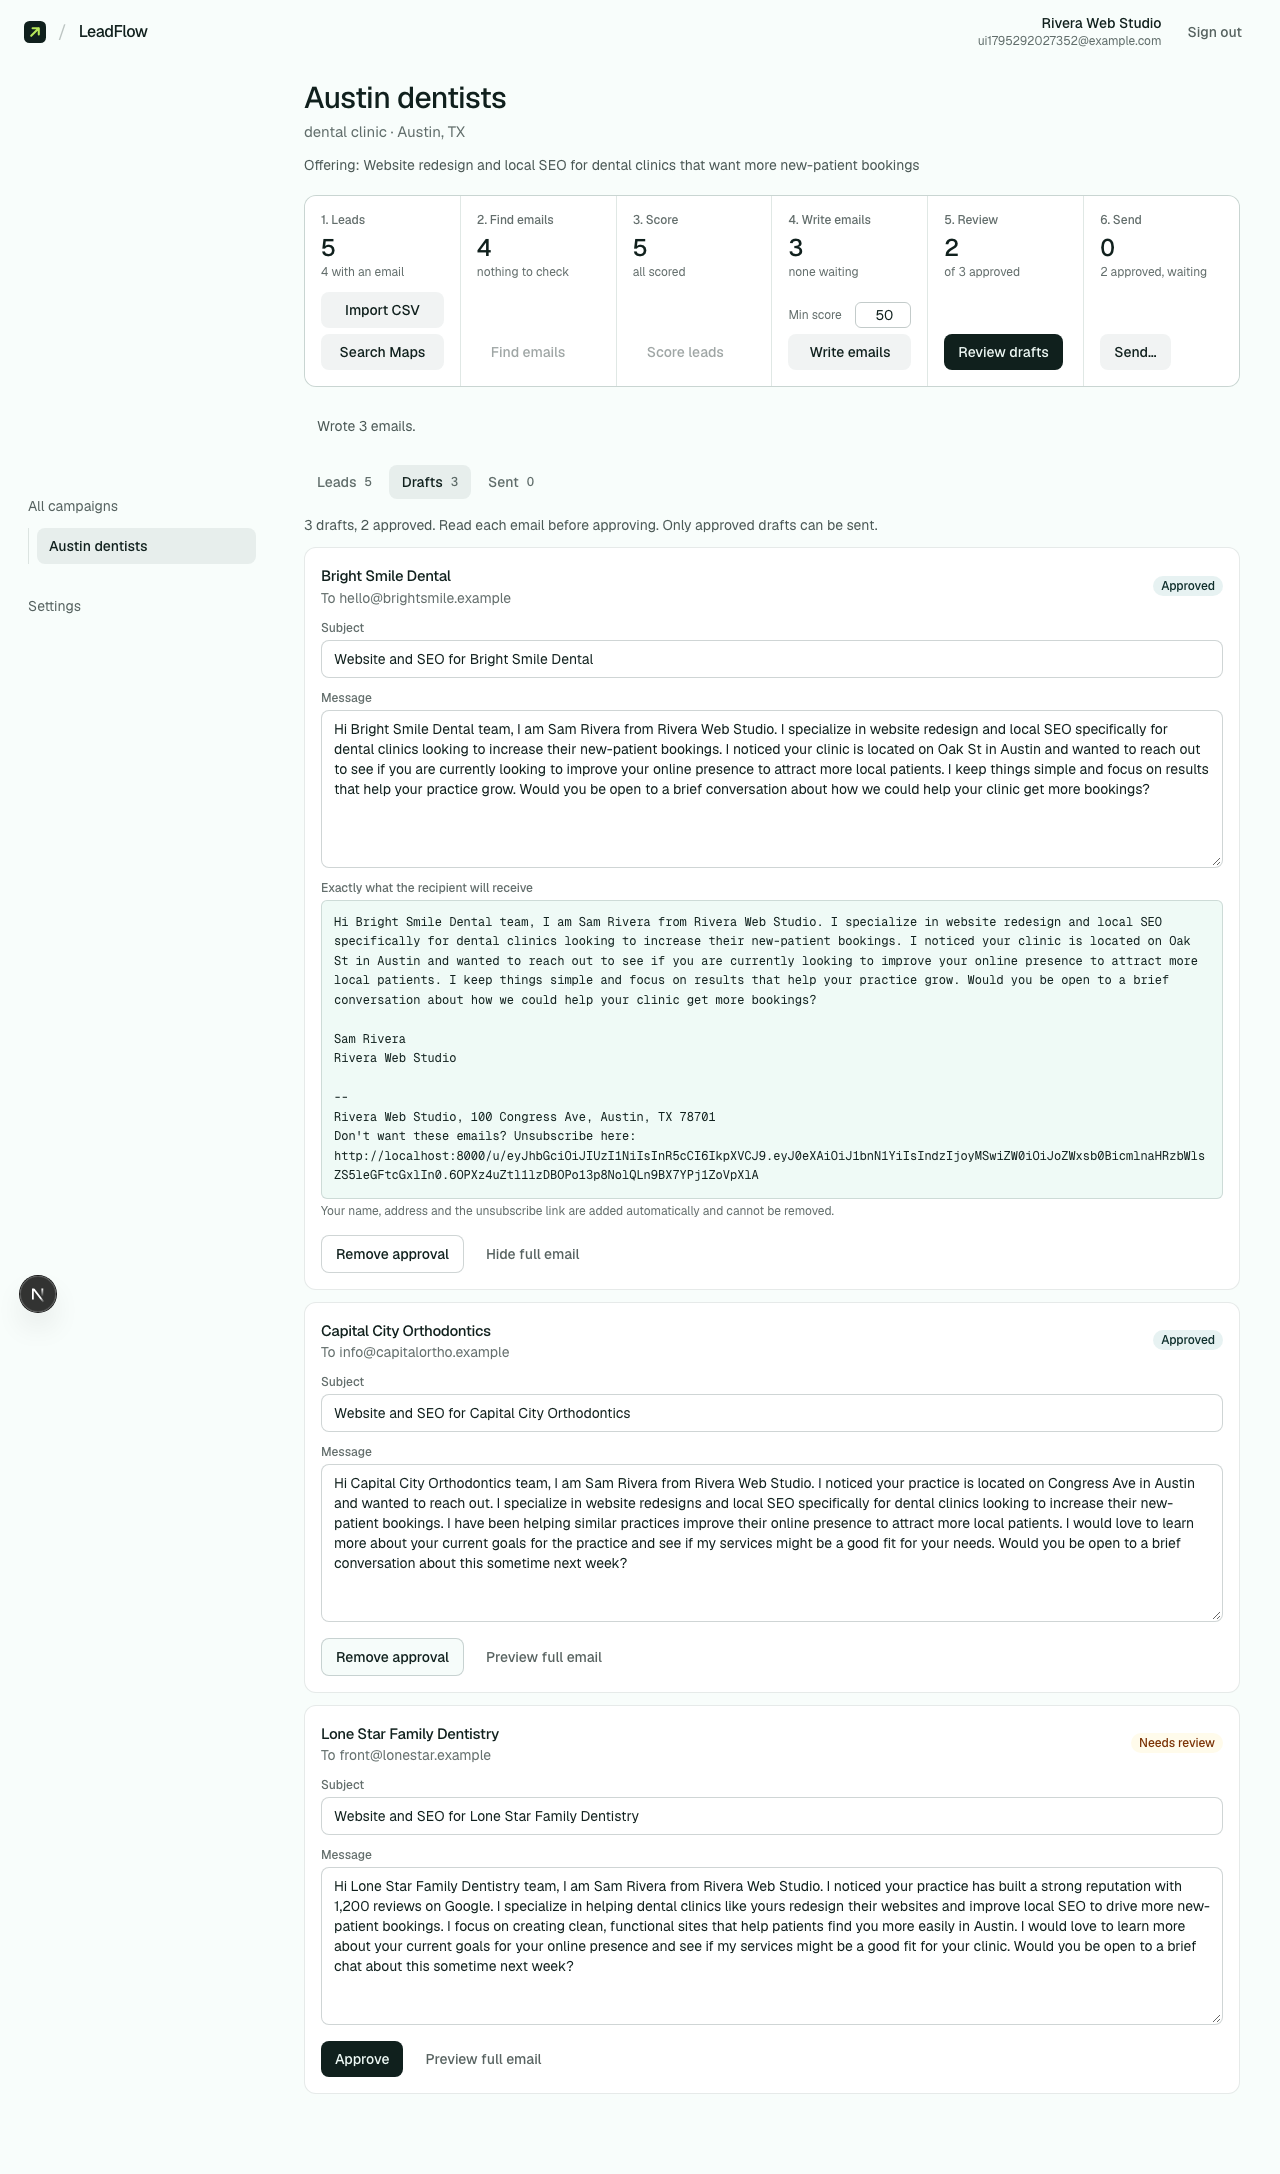 / LeadFlow
Rivera Web Studio
ui1795292027352@example.com
Sign out
Austin dentists
dental clinic · Austin, TX
Offering: Website redesign and local SEO for dental clinics that want more new-patient bookings
1. Leads
5
4 with an email
Import CSV
Search Maps
2. Find emails
4
nothing to check
Find emails
3. Score
5
all scored
Score leads
4. Write emails
3
none waiting
Min score 50
Write emails
5. Review
2
of 3 approved
Review drafts
6. Send
0
2 approved, waiting
Send...
Wrote 3 emails.
Leads 5 Drafts 3 Sent 0
All campaigns
Austin dentists
Settings
3 drafts, 2 approved. Read each email before approving. Only approved drafts can be sent.
Bright Smile Dental
To hello@brightsmile.example
Approved
Subject
Website and SEO for Bright Smile Dental
Message
Hi Bright Smile Dental team, I am Sam Rivera from Rivera Web Studio. I specialize in website redesign and local SEO specifically for
dental clinics looking to increase their new-patient bookings. I noticed your clinic is located on Oak St in Austin and wanted to reach out
to see if you are currently looking to improve your online presence to attract more local patients. I keep things simple and focus on results
that help your practice grow. Would you be open to a brief conversation about how we could help your clinic get more bookings?
Exactly what the recipient will receive
Hi Bright Smile Dental team, I am Sam Rivera from Rivera Web Studio. I specialize in website redesign and local SEO
specifically for dental clinics looking to increase their new-patient bookings. I noticed your clinic is located on Oak
St in Austin and wanted to reach out to see if you are currently looking to improve your online presence to attract more
local patients. I keep things simple and focus on results that help your practice grow. Would you be open to a brief
conversation about how we could help your clinic get more bookings?
Sam Rivera
Rivera Web Studio
--
Rivera Web Studio, 100 Congress Ave, Austin, TX 78701
Don't want these emails? Unsubscribe here:
http://localhost:8000/u/eyJhbGciOiJIUzI1NiIsInR5cCI6IkpXVCJ9.eyJ0eXAiOiJ1bnN1YiIsIndzIjoyMSwiZW0iOiJoZWxsb0BicmlnaHRzbWls
ZS5leGFtcGxlIn0.6OPXz4uZtl1lzDBOPo13p8NolQLn9BX7YPj1ZoVpXlA
Your name, address and the unsubscribe link are added automatically and cannot be removed.
Remove approval
Hide full email
N
Capital City Orthodontics
To info@capitalortho.example
Approved
Subject
Website and SEO for Capital City Orthodontics
Message
Hi Capital City Orthodontics team, I am Sam Rivera from Rivera Web Studio. I noticed your practice is located on Congress Ave in Austin
and wanted to reach out. I specialize in website redesigns and local SEO specifically for dental clinics looking to increase their new-
patient bookings. I have been helping similar practices improve their online presence to attract more local patients. I would love to learn
more about your current goals for the practice and see if my services might be a good fit for your needs. Would you be open to a brief
conversation about this sometime next week?
Remove approval
Preview full email
Lone Star Family Dentistry
To front@lonestar.example
Needs review
Subject
Website and SEO for Lone Star Family Dentistry
Message
Hi Lone Star Family Dentistry team, I am Sam Rivera from Rivera Web Studio. I noticed your practice has built a strong reputation with
1,200 reviews on Google. I specialize in helping dental clinics like yours redesign their websites and improve local SEO to drive more new-
patient bookings. I focus on creating clean, functional sites that help patients find you more easily in Austin. I would love to learn more
about your current goals for your online presence and see if my services might be a good fit for your clinic. Would you be open to a brief
chat about this sometime next week?
Approve
Preview full email